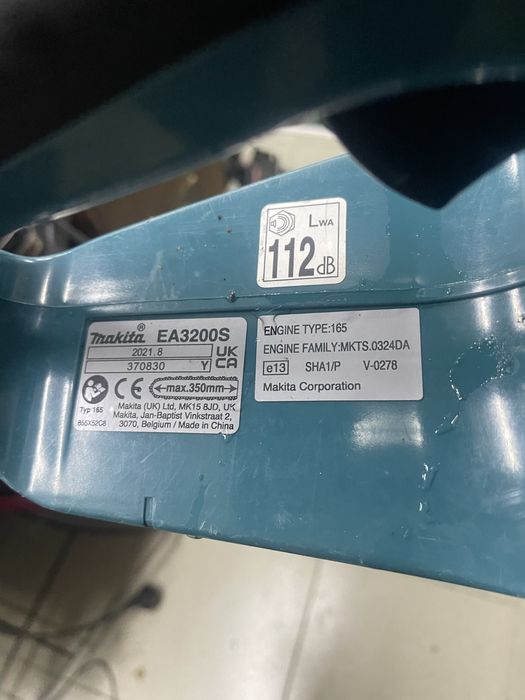 LWA
112dB
makita® EA3200S
2021.8
370830 Y
UK
CA
CE
max.350mm
Typ 165
855X52C8
Makita (UK) Ltd, MK15 8JD, UK
Makita, Jan-Baptist Vinkstraat 2,
3070, Belgium / Made in China
ENGINE TYPE:165
ENGINE FAMILY:MKTS.0324DA
e13 SHA1/P V-0278
Makita Corporation